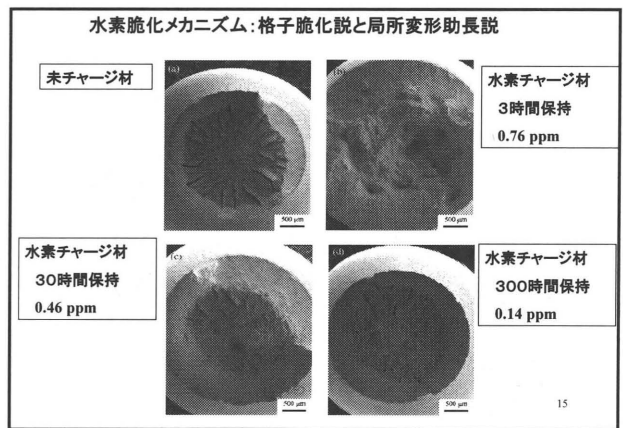 水素脆化メカニズム：格子脆化説と局所変形助長説
未チャージ材
(a)
500 μm
(b)
500 μm
水素チャージ材
3時間保持
0.76 ppm
水素チャージ材
30時間保持
0.46 ppm
(c)
500 μm
(d)
500 μm
水素チャージ材
300時間保持
0.14 ppm
15